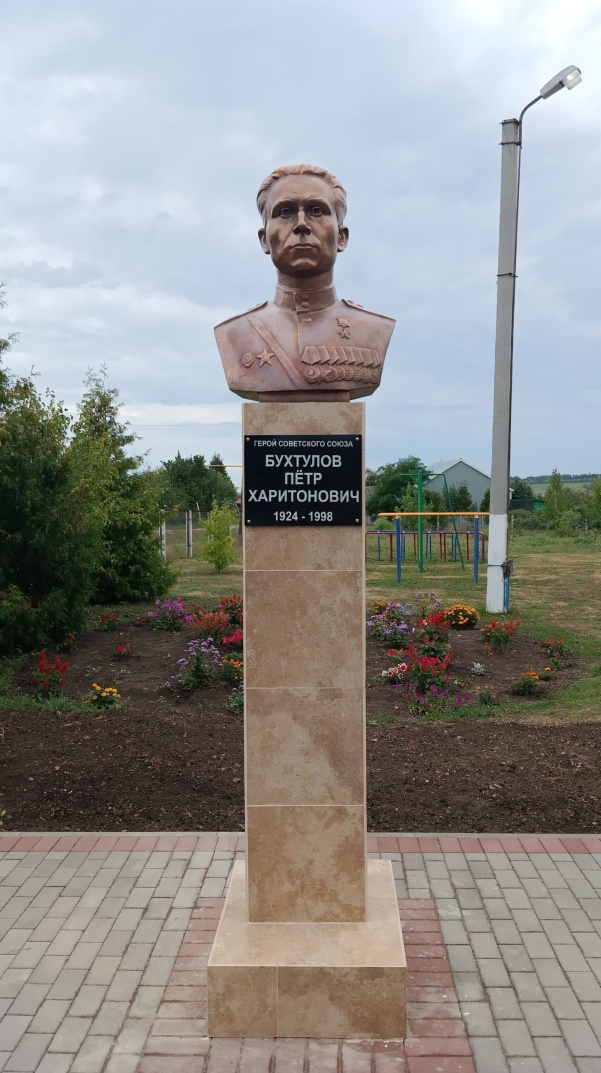 ГЕРОЙ СОВЕТСКОГО СОЮЗА
БУХТУЛОВ
ПЁТР
ХАРИТОНОВИЧ
1924 - 1998